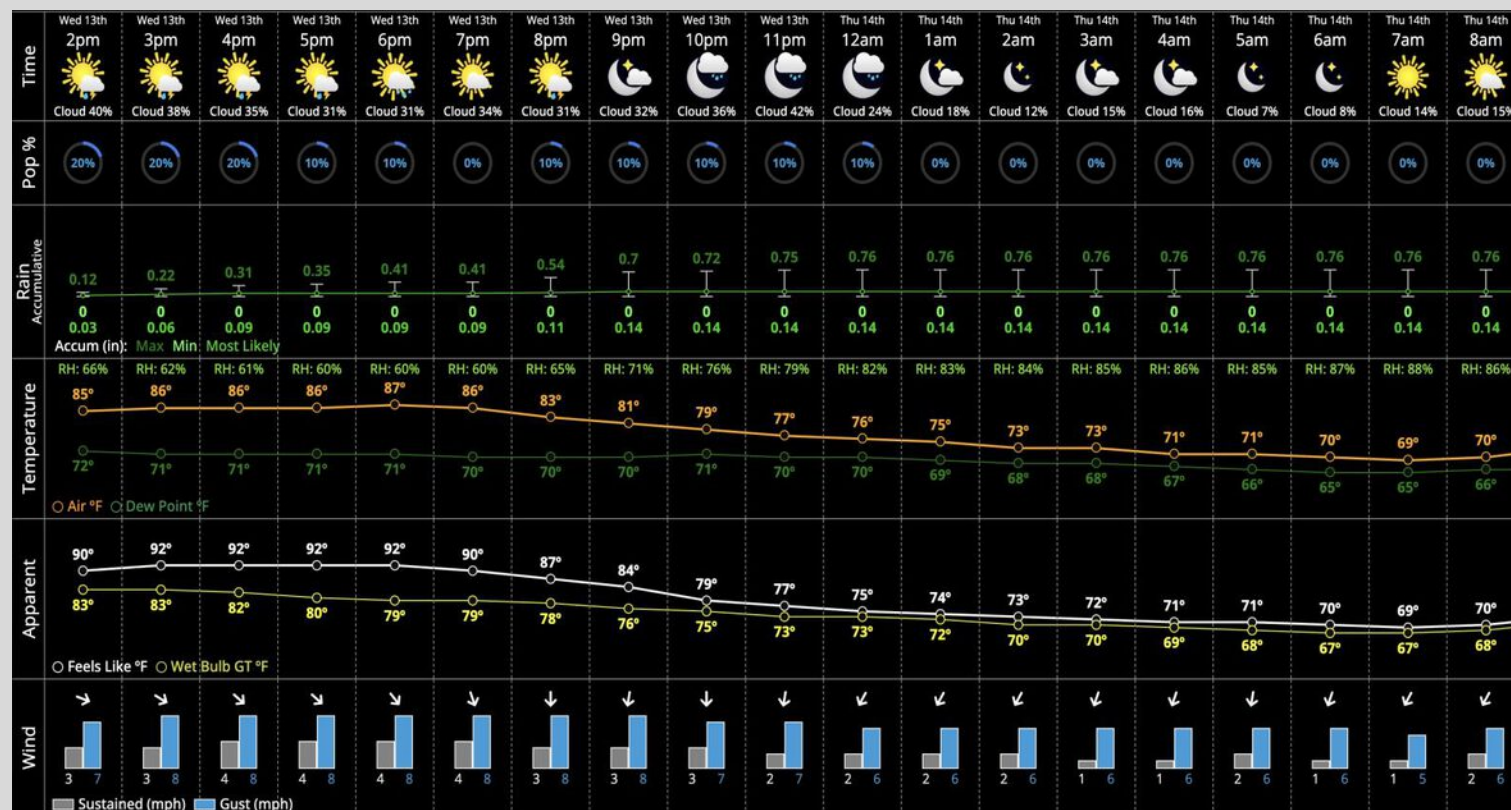 Time
Wed 13th Wed 13th Wed 13th Wed 13th Wed 13th Wed 13th Wed 13th Wed 13th Wed 13th Wed 13th Thu 14th Thu 14th Thu 14th Thu 14th Thu 14th Thu 14th Thu 14th Thu 14th Thu 14th
2pm 3pm 4pm 5pm 6pm 7pm 8pm 9pm 10pm 11pm 12am 1am 2am 3am 4am 5am 6am 7am 8am
Cloud 40% Cloud 38% Cloud 35% Cloud 31% Cloud 31% Cloud 34% Cloud 31% Cloud 32% Cloud 36% Cloud 42% Cloud 24% Cloud 18% Cloud 12% Cloud 15% Cloud 16% Cloud 7% Cloud 8% Cloud 14% Cloud 15%
Pop %
20% 20% 20% 10% 10% 0% 10% 10% 10% 10% 10% 0% 0% 0% 0% 0% 0% 0% 0%
Rain
Accumulative
0.12 0.22 0.31 0.35 0.41 0.41 0.54 0.7 0.72 0.75 0.76 0.76 0.76 0.76 0.76 0.76 0.76 0.76 0.76
0 0 0 0 0 0 0 0 0 0 0 0 0 0 0 0 0 0 0
0.03 0.06 0.09 0.09 0.09 0.09 0.11 0.14 0.14 0.14 0.14 0.14 0.14 0.14 0.14 0.14 0.14 0.14 0.14
Accum (in): Max Min Most Likely
Temperature
RH: 66% RH: 62% RH: 61% RH: 60% RH: 60% RH: 60% RH: 65% RH: 71% RH: 76% RH: 79% RH: 82% RH: 83% RH: 84% RH: 85% RH: 86% RH: 85% RH: 87% RH: 88% RH: 86%
85° 86° 86° 86° 87° 86° 83° 81° 79° 77° 76° 75° 73° 73° 71° 71° 70° 69° 70°
72° 71° 71° 71° 71° 70° 70° 70° 71° 70° 70° 69° 68° 68° 67° 66° 65° 65° 66°
Air ºF Dew Point ºF
Apparent
90° 92° 92° 92° 92° 90° 87° 84° 79° 77° 75° 74° 73° 72° 71° 71° 70° 69° 70°
83° 83° 82° 80° 79° 79° 78° 76° 75° 73° 73° 72° 70° 70° 69° 68° 67° 67° 68°
Feels Like ºF Wet Bulb GT ºF
Wind
3 7 3 8 4 8 4 8 4 8 4 8 3 8 3 8 3 7 2 7 2 6 2 6 2 6 1 6 1 6 2 6 1 6 1 5 2 6
Sustained (mph) Gust (mph)